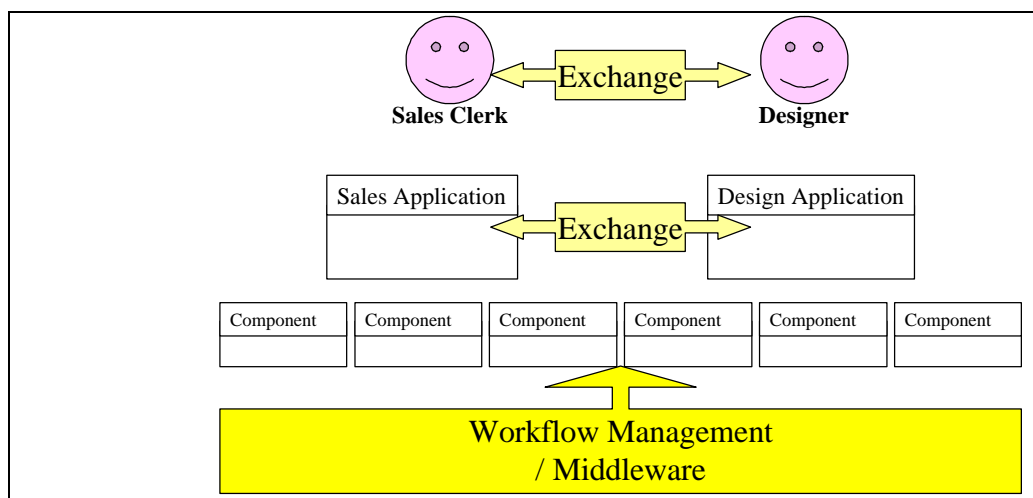 Exchange
Sales Clerk
Designer
Sales Application
Design Application
Exchange
Component
Component
Component
Component
Component
Component
Workflow Management
/ Middleware